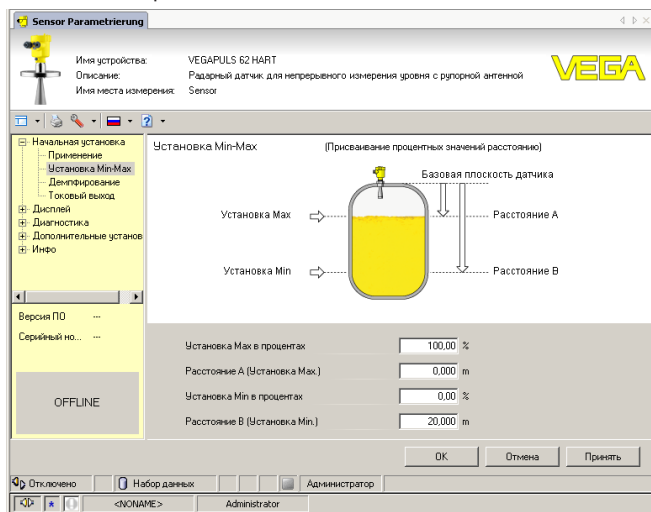 Sensor Parametrierung
Имя устройства: VEGAPULS 62 HART
Описание: Радарный датчик для непрерывного измерения уровня с рупорной антенной
Имя места измерения: Sensor
VEGA
Начальная установка
Применение
Установка Min-Max
Демпфирование
Токовый выход
Дисплей
Диагностика
Дополнительные установ
Инфо
Версия ПО ---
Серийный но... ---
OFFLINE
Установка Min-Max (Присваивание процентных значений расстоянию)
Базовая плоскость датчика
Установка Max
Расстояние A
Установка Min
Расстояние B
Установка Max в процентах 100,00 %
Расстояние A (Установка Max.) 0,000 m
Установка Min в процентах 0,00 %
Расстояние B (Установка Min.) 20,000 m
OK Отмена Принять
Отключено Набор данных Администратор
<NONAME> Administrator